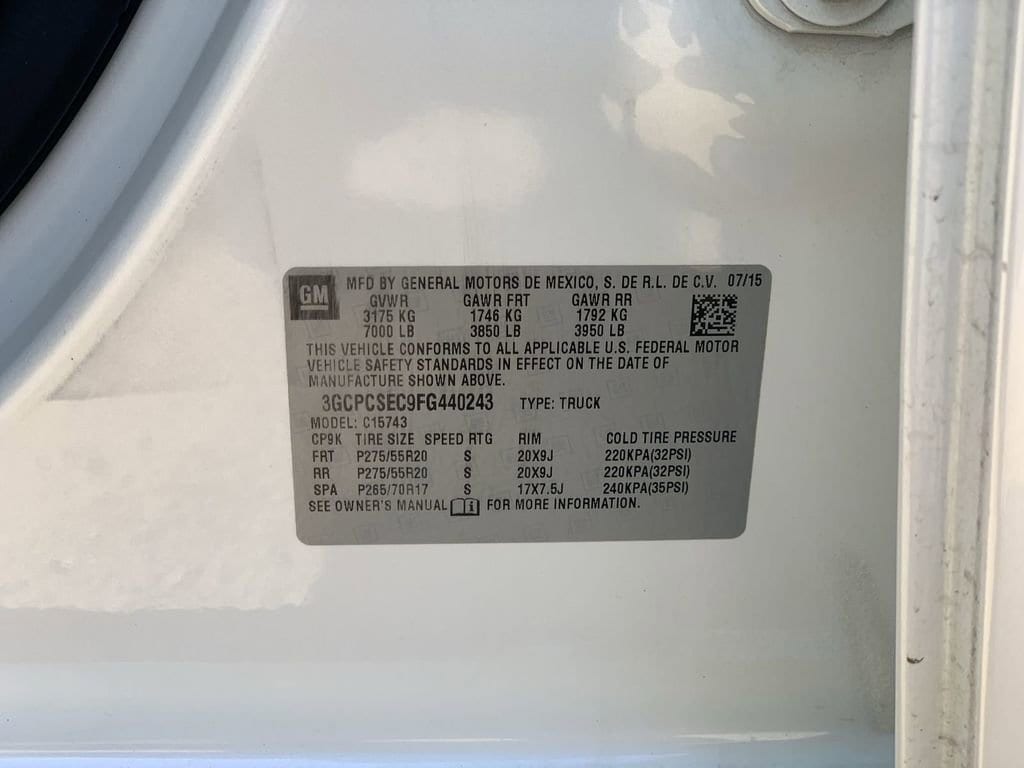 GM MFD BY GENERAL MOTORS DE MEXICO, S. DE R.L. DE C.V. 07/15
GVWR GAWR FRT GAWR RR
3175 KG 1746 KG 1792 KG
7000 LB 3850 LB 3950 LB
THIS VEHICLE CONFORMS TO ALL APPLICABLE U.S. FEDERAL MOTOR
VEHICLE SAFETY STANDARDS IN EFFECT ON THE DATE OF
MANUFACTURE SHOWN ABOVE.
3GCPCSEC9FG440243 TYPE: TRUCK
MODEL: C15743
CP9K TIRE SIZE SPEED RTG RIM COLD TIRE PRESSURE
FRT P275/55R20 S 20X9J 220KPA(32PSI)
RR P275/55R20 S 20X9J 220KPA(32PSI)
SPA P265/70R17 S 17X7.5J 240KPA(35PSI)
SEE OWNER'S MANUAL i FOR MORE INFORMATION.